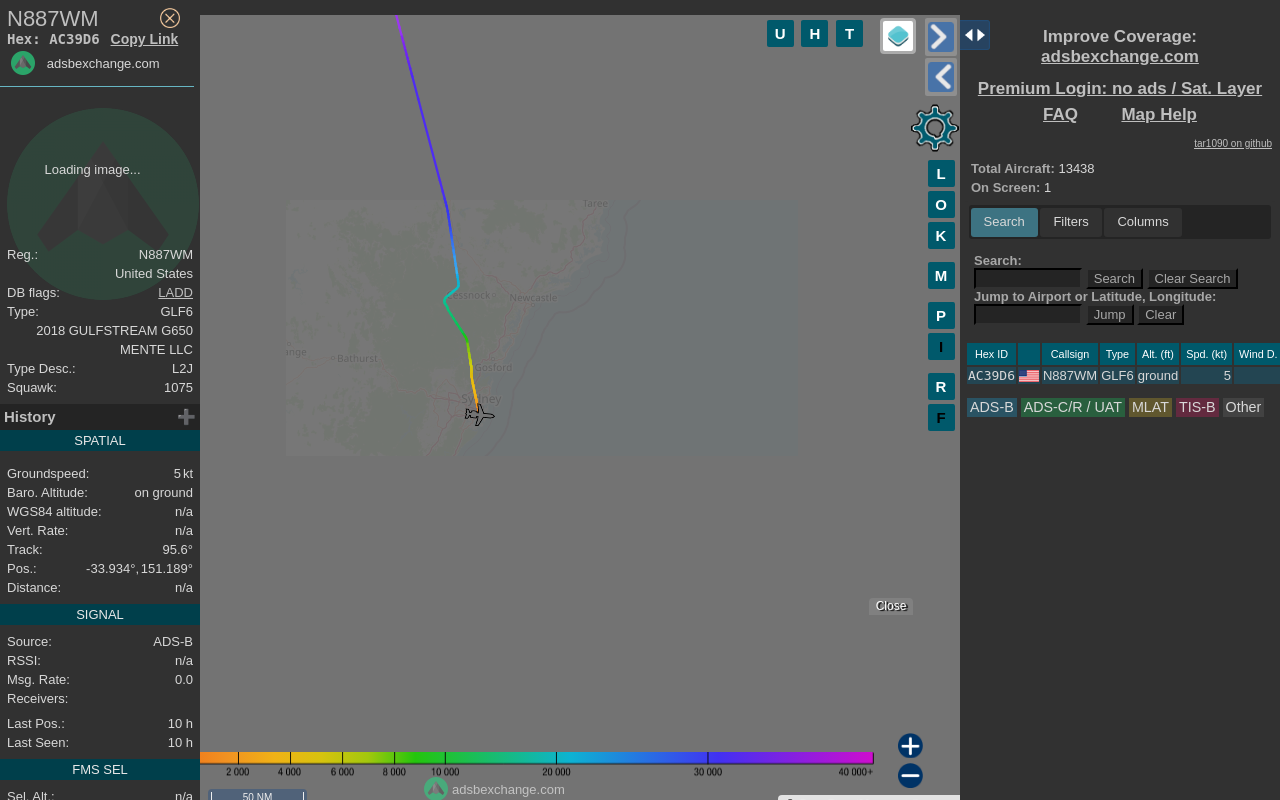 N887WM
Hex: AC39D6 Copy Link
adsbexchange.com
Loading image...
Reg.: N887WM
United States
DB flags: LADD
Type: GLF6
2018 GULFSTREAM G650
MENTE LLC
Type Desc.: L2J
Squawk: 1075
History
SPATIAL
Groundspeed: 5 kt
Baro. Altitude: on ground
WGS84 altitude: n/a
Vert. Rate: n/a
Track: 95.6°
Pos.: -33.934°, 151.189°
Distance: n/a
SIGNAL
Source: ADS-B
RSSI: n/a
Msg. Rate: 0.0
Receivers:
Last Pos.: 10 h
Last Seen: 10 h
FMS SEL
Sel. Alt.: n/a
U H T
Taree
essnock
Newcastle
ange
Bathurst
Gosford
Sydney
L
O
K
M
P
I
R
F
Close
2 000 4 000 6 000 8 000 10 000 20 000 30 000 40 000+
adsbexchange.com
50 NM
Improve Coverage:
adsbexchange.com
Premium Login: no ads / Sat. Layer
FAQ Map Help
tar1090 on github
Total Aircraft: 13438
On Screen: 1
Search Filters Columns
Search:
Search Clear Search
Jump to Airport or Latitude, Longitude:
Jump Clear
Hex ID Callsign Type Alt. (ft) Spd. (kt) Wind D.
AC39D6 N887WM GLF6 ground 5
ADS-B ADS-C/R / UAT MLAT TIS-B Other